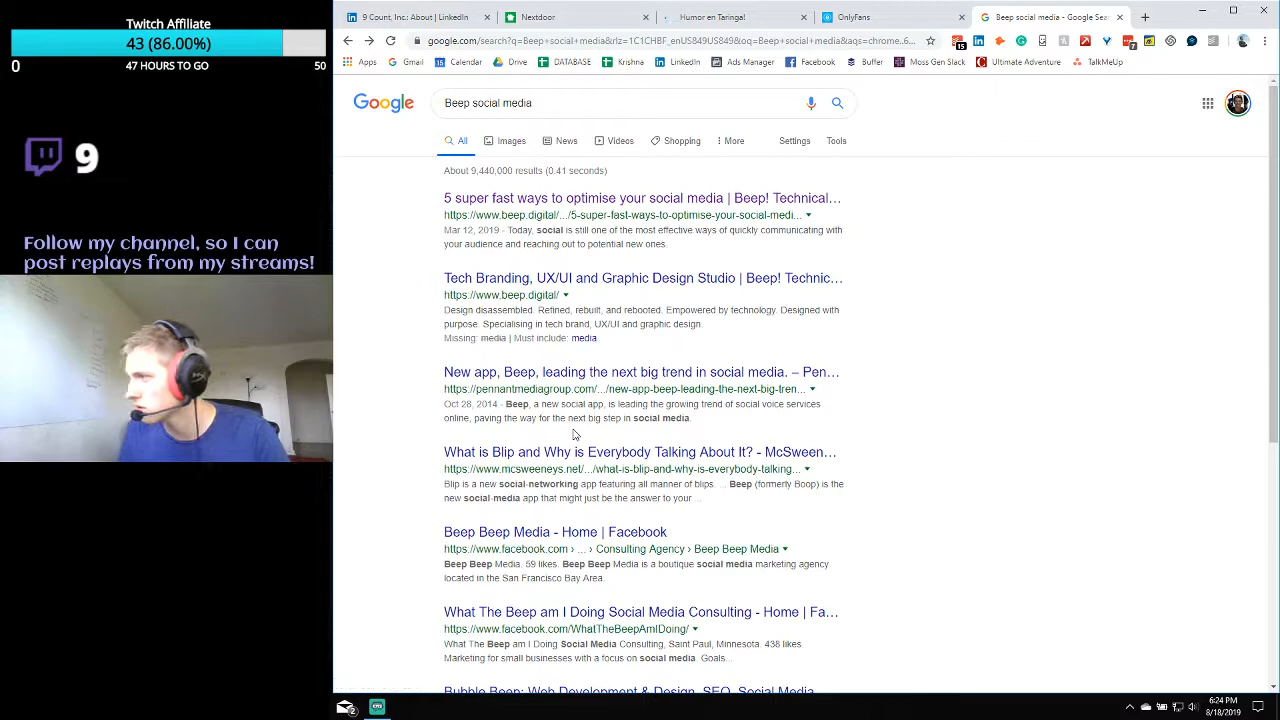 Twitch Affiliate
43 (86.00%)
0
47 HOURS TO GO
50
9
Follow my channel, so I can
post replays from my streams!
9 Count, Inc.: About | LinkedIn
Nextdoor
Humor en Taringa!
OnlyFans
Beep social media - Google Sea
google.com/search?q=Beep+social+media&rlz=1C1CHBF_enUS849US849&oq=Beep+social+media&aqs=chrome..6...
15
7
Apps
Gmail
Calendar
Drive
DATABASE
Krishna
LinkedIn
Ads Manager
Facebook
Buffer
Moss Gen Slack
Ultimate Adventure
TalkMeUp
Google
Beep social media
All
Images
News
Videos
Shopping
More
Settings
Tools
About 9,440,000 results (0.41 seconds)
5 super fast ways to optimise your social media | Beep! Technical...
https://www.beep.digital/.../5-super-fast-ways-to-optimise-your-social-medi...
Mar 12, 2019 - Today, social is still one of the most effective ways of quickly communicating with
your audience and reaching out to potential new ones.
Tech Branding, UX/UI and Graphic Design Studio | Beep! Technic...
https://www.beep.digital/
Design disassembled. Refined, rebuilt, and rebooted. Empowered by technology. Designed with
purpose. Specialising in tech brand, UX/UI and graphic design.
Missing: media | Must include: media
New app, Beep, leading the next big trend in social media. – Pen...
https://pennantmediagroup.com/.../new-app-beep-leading-the-next-big-tren...
Oct 28, 2014 - Beep, a new social app, is leading the growing trend of social voice services
online, paving the way for the next big step in social media.
What is Blip and Why is Everybody Talking About It? - McSween...
https://www.mcsweeneys.net/.../what-is-blip-and-why-is-everybody-talking...
Blip is a new social-networking app featuring all manner of blips. ... Beep (formerly Boop) is the
new social-media app that might just be the answer to your ...
Beep Beep Media - Home | Facebook
https://www.facebook.com › ... › Consulting Agency › Beep Beep Media
Beep Beep Media. 59 likes. Beep Beep Media is a boutique social media marketing agency
located in the San Francisco Bay Area.
What The Beep am I Doing Social Media Consulting - Home | Fa...
https://www.facebook.com/WhatTheBeepAmIDoing/
What The Beep am I Doing Social Media Consulting, Saint Paul, Minnesota. 438 likes.
Marketing for small businesses with a focus on social media. Goals...
Bubble Beep: Web Development & Design, SEO, Social Media
2
6:24 PM
8/18/2019